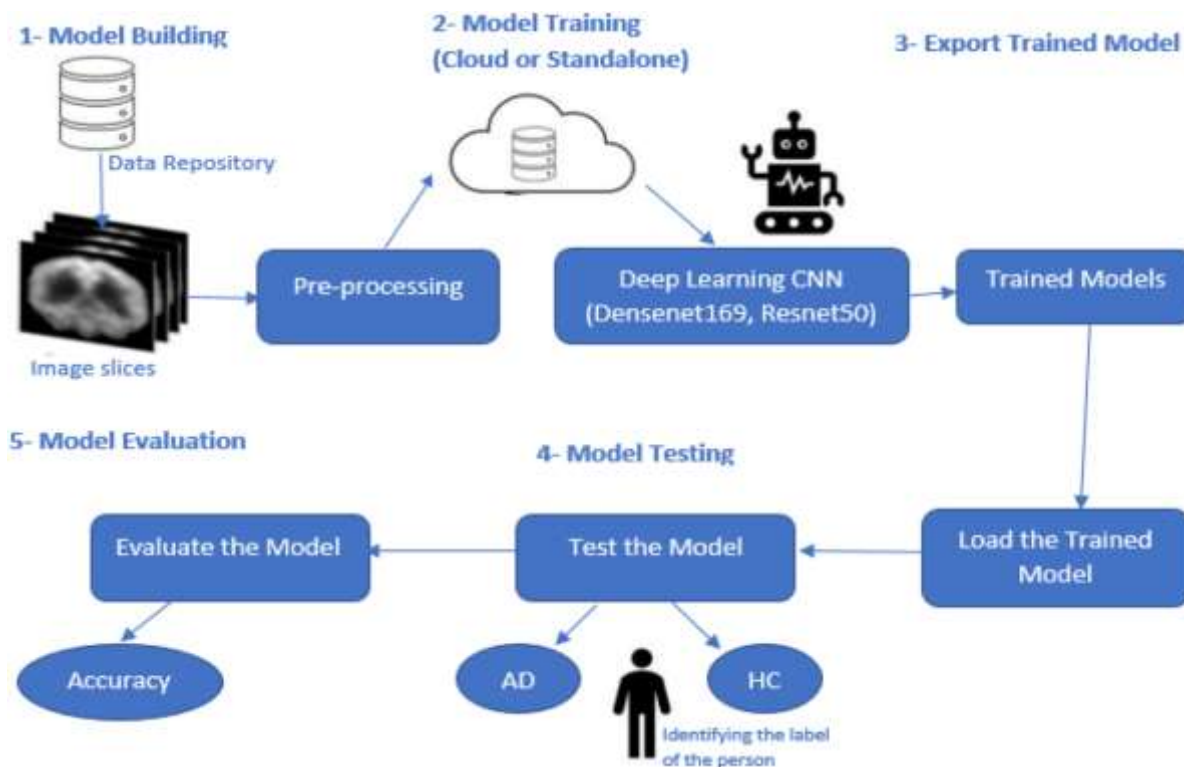 1- Model Building
2- Model Training
(Cloud or Standalone)
3- Export Trained Model
Data Repository
Image slices
Pre-processing
Deep Learning CNN
(Densenet169, Resnet50)
Trained Models
5- Model Evaluation
4- Model Testing
Evaluate the Model
Test the Model
Load the Trained
Model
Accuracy
AD
HC
Identifying the label
of the person